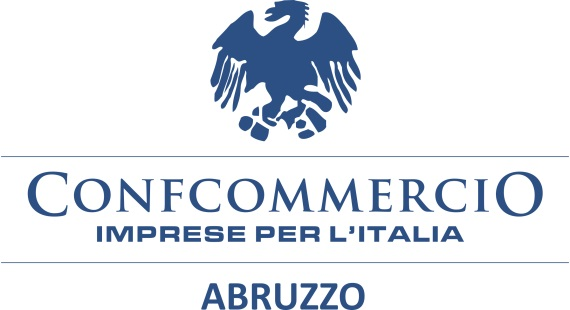 CONFCOMMERCIO
IMPRESE PER L'ITALIA
ABRUZZO